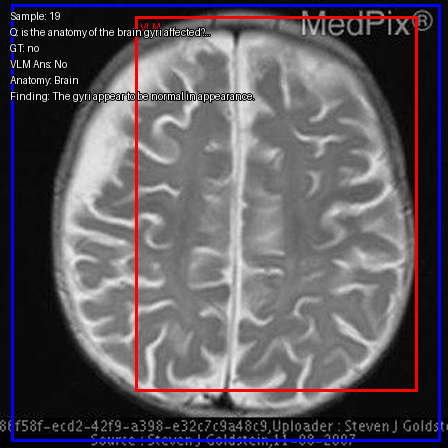 Sample: 19
MedPix®
VLM
Q: is the anatomy of the brain gyri affected?...
GT: no
VLM Ans: No
Anatomy: Brain
Finding: The gyri appear to be normal in appearance.
86f58f-ecd2-42f9-a398-e32c7c9a48c9,Uploader : Steven J Goldst
Source : Steven J Goldstein,11-08-2007